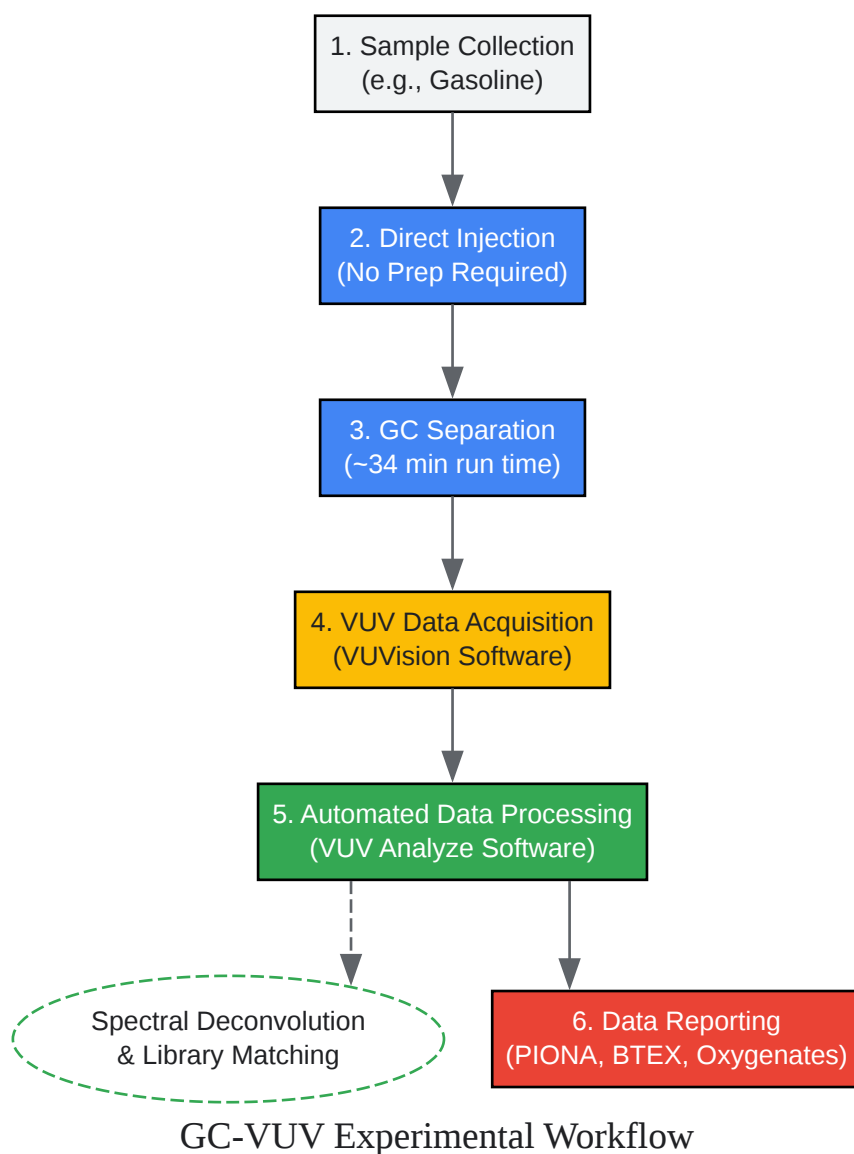 1. Sample Collection
(e.g., Gasoline)
2. Direct Injection
(No Prep Required)
3. GC Separation
(~34 min run time)
4. VUV Data Acquisition
(VUVision Software)
5. Automated Data Processing
(VUV Analyze Software)
Spectral Deconvolution
& Library Matching
6. Data Reporting
(PIONA, BTEX, Oxygenates)
GC-VUV Experimental Workflow